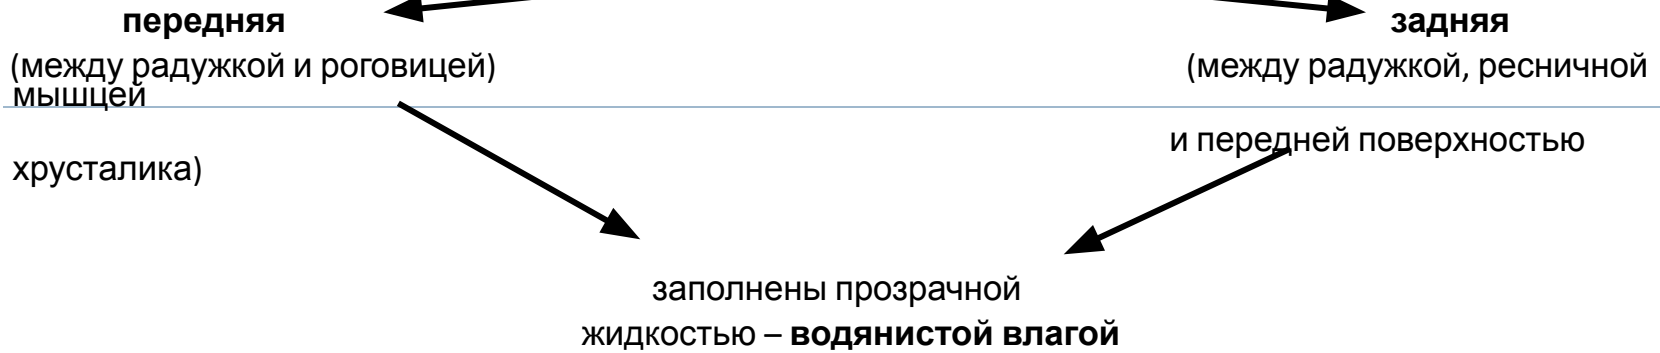 передняя задняя
(между радужкой и роговицей) (между радужкой, ресничной
мышцей
и передней поверхностью
хрусталика)
заполнены прозрачной
жидкостью – водянистой влагой